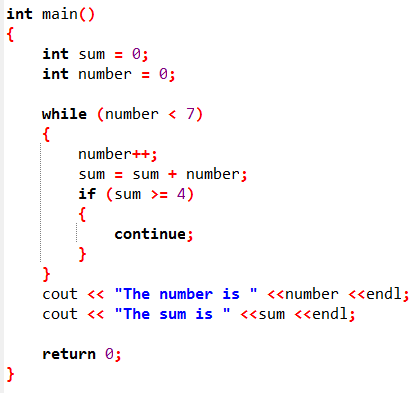 int main()
{
    int sum = 0;
    int number = 0;

    while (number < 7)
    {
        number++;
        sum = sum + number;
        if (sum >= 4)
        {
            continue;
        }
    }
    cout << "The number is " <<number <<endl;
    cout << "The sum is " <<sum <<endl;

    return 0;
}